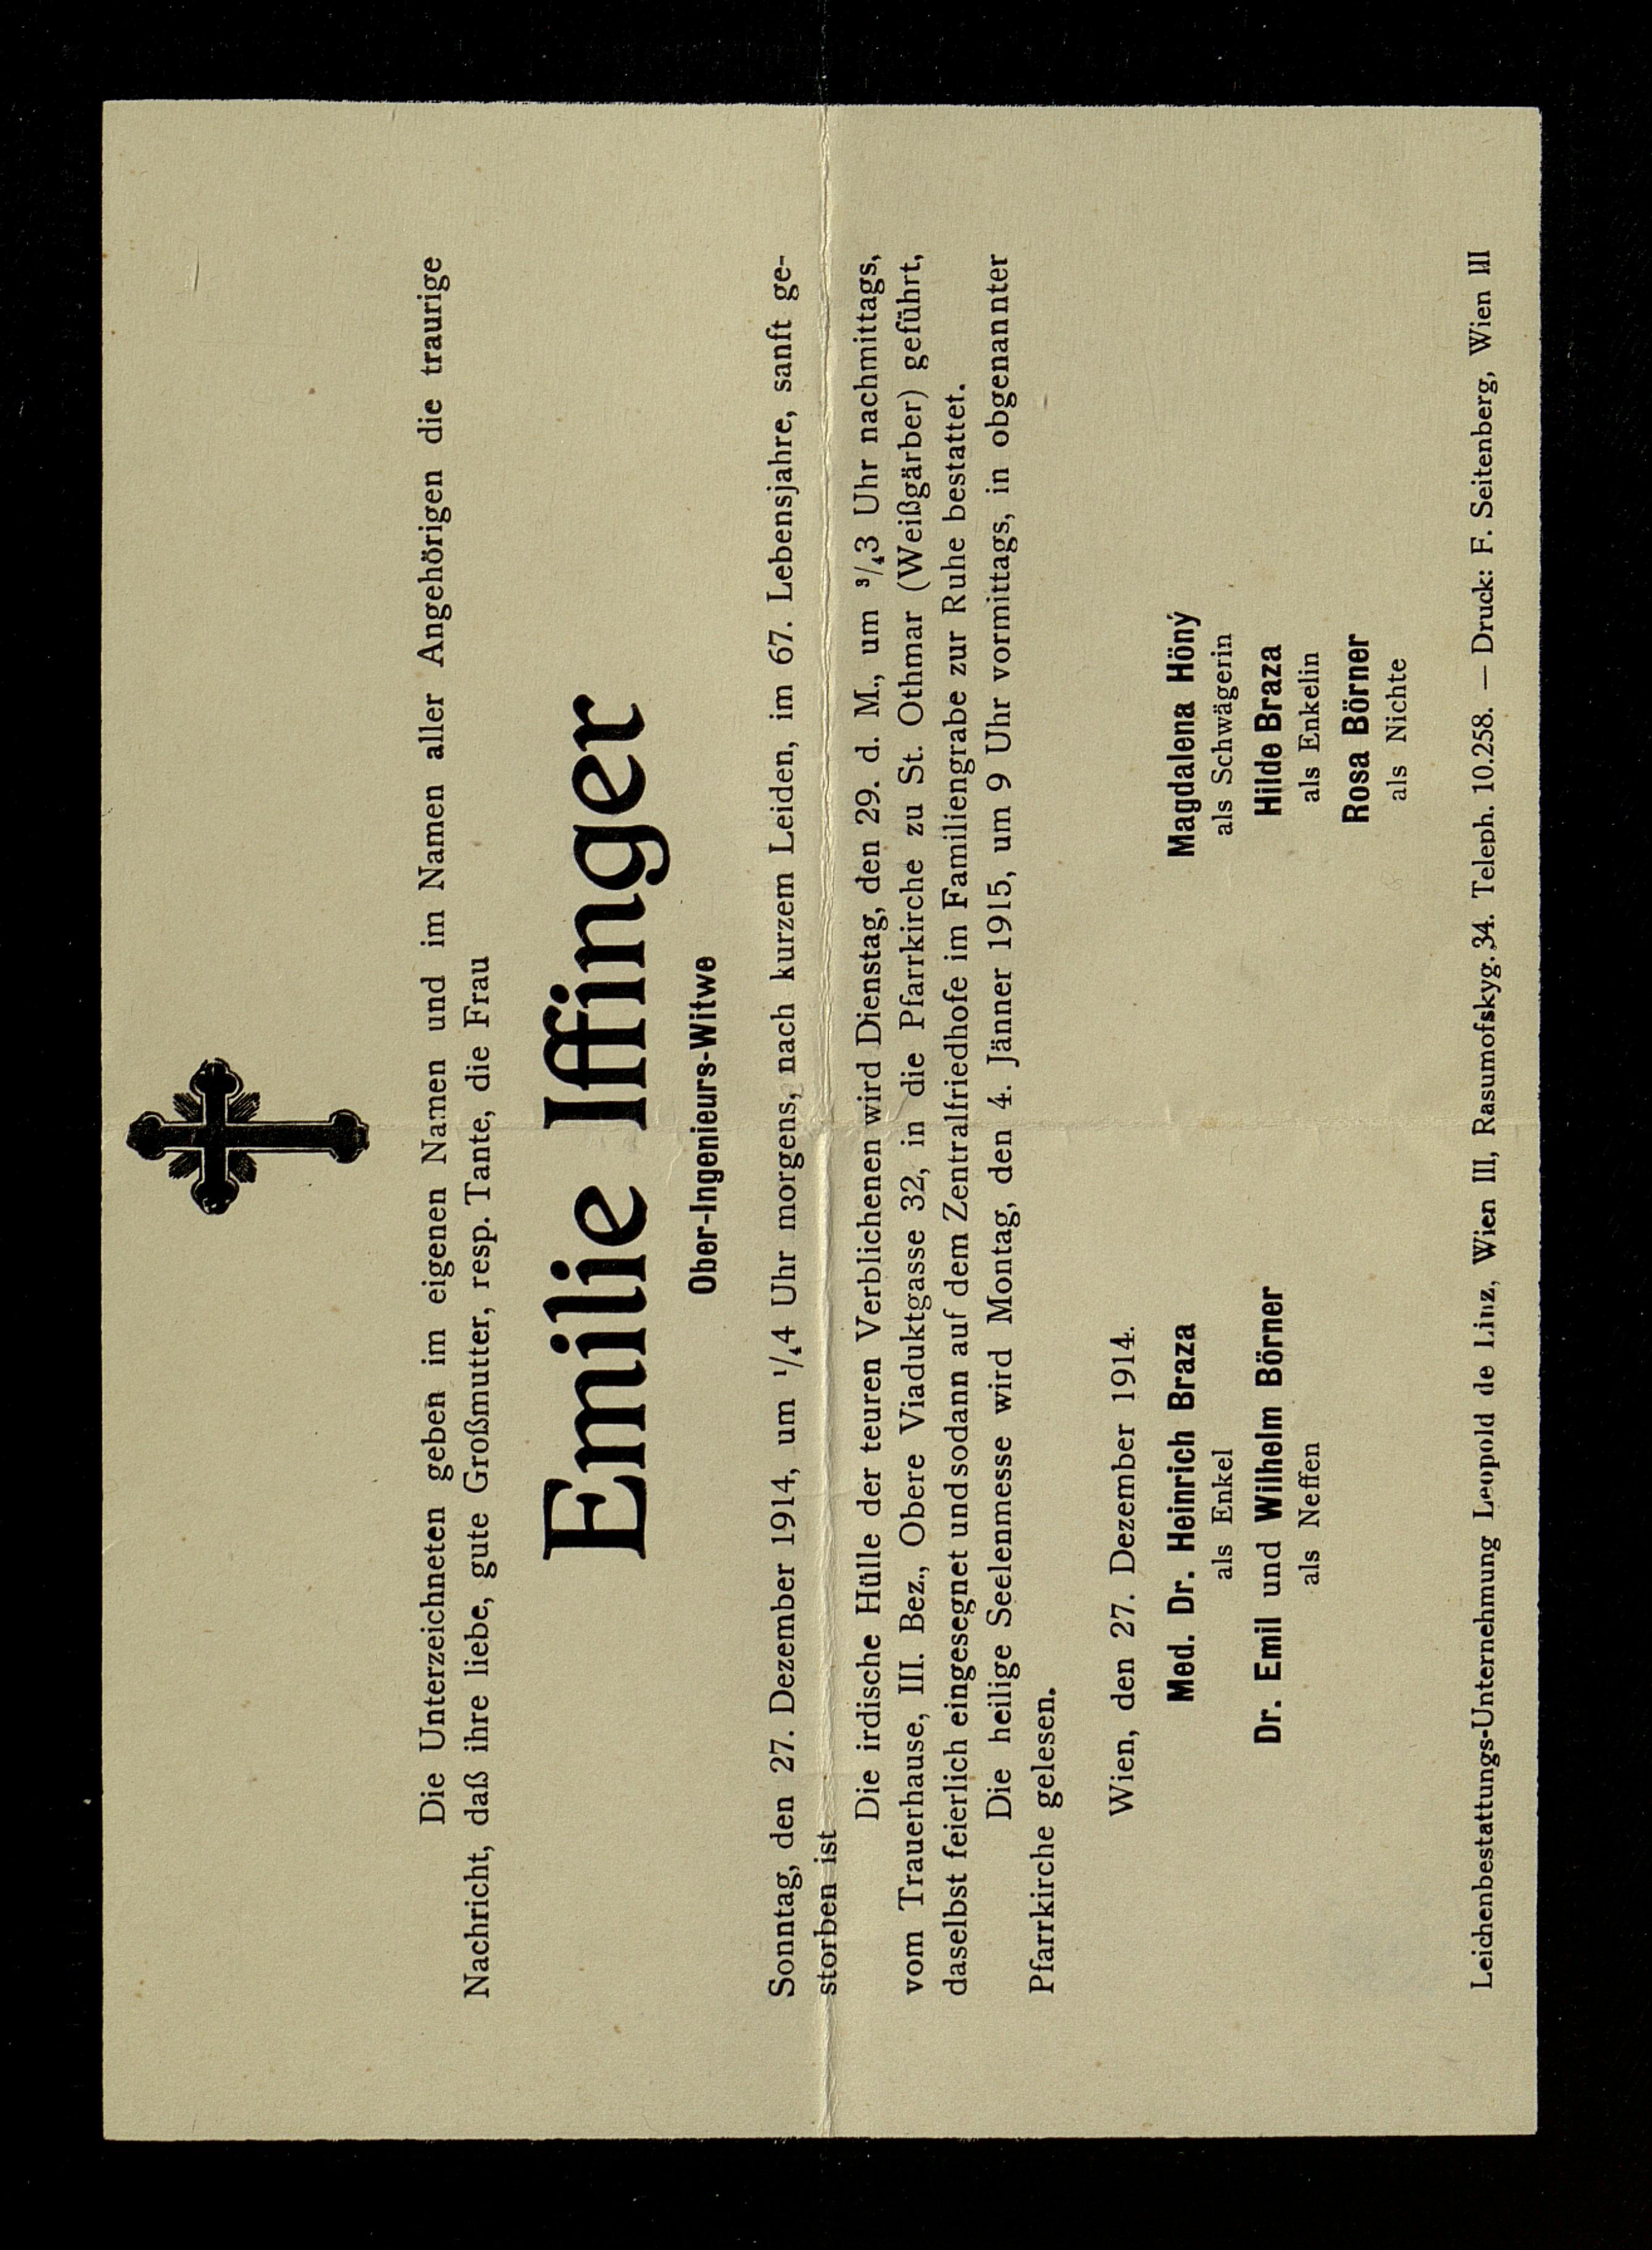 Die Unterzeichneten geben im eigenen Namen und im Namen aller Angehörigen die traurige
Nachricht, daß ihre liebe, gute Großmutter, resp. Tante, die Frau
Emilie Iffinger
Ober-Ingenieurs-Witwe
Sonntag, den 27. Dezember 1914, um 1/4 4 Uhr morgens, nach kurzem Leiden, im 67. Lebensjahre, sanft ge-
storben ist
Die irdische Hülle der teuren Verblichenen wird Dienstag, den 29. d. M., um 3/4 3 Uhr nachmittags,
vom Trauerhause, III. Bez., Obere Viaduktgasse 32, in die Pfarrkirche zu St. Othmar (Weißgärber) geführt,
daselbst feierlich eingesegnet und sodann auf dem Zentralfriedhofe im Familiengrabe zur Ruhe bestattet.
Die heilige Seelenmesse wird Montag, den 4. Jänner 1915, um 9 Uhr vormittags, in obgenannter
Pfarrkirche gelesen.
Wien, den 27. Dezember 1914.
Med. Dr. Heinrich Braza
als Enkel
Dr. Emil und Wilhelm Börner
als Neffen
Magdalena Höný
als Schwägerin
Hilde Braza
als Enkelin
Rosa Börner
als Nichte
Leichenbestattungs-Unternehmung Leopold de Linz, Wien III, Rasumofskyg. 34. Teleph. 10.258. — Druck: F. Seitenberg, Wien III